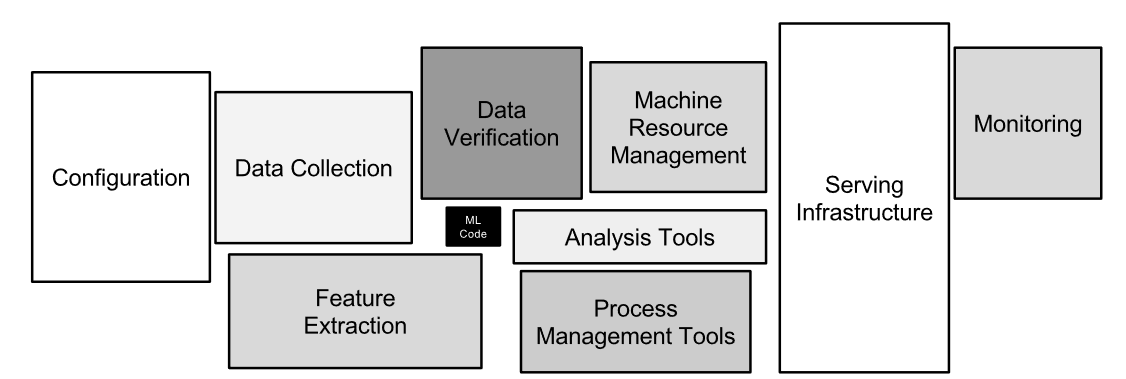 Configuration
Data Collection
Feature
Extraction
Data
Verification
ML
Code
Machine
Resource
Management
Analysis Tools
Process
Management Tools
Serving
Infrastructure
Monitoring